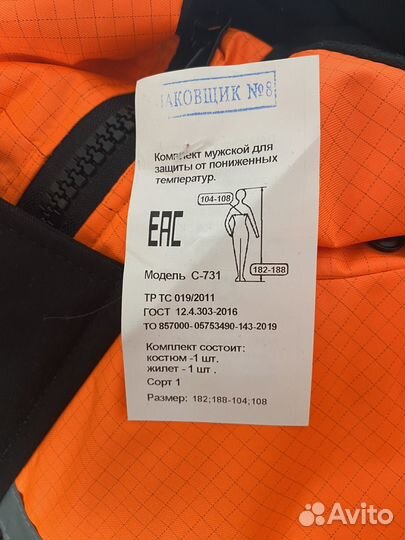 УПАКОВЩИК №8
Комплект мужской для
защиты от пониженных
температур.
104-108
EAC
182-188
Модель С-731
ТР ТС 019/2011
ГОСТ 12.4.303-2016
ТО 857000- 05753490-143-2019
Комплект состоит:
костюм -1 шт.
жилет - 1 шт .
Сорт 1
Размер: 182;188-104;108
Avito